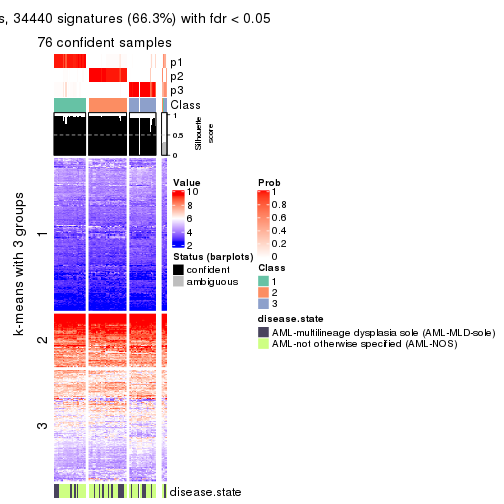 s, 34440 signatures (66.3%) with fdr < 0.05
76 confident samples
p1
p2
p3
Class
1
0.5
0
Silhouette
score
k-means with 3 groups
1
2
3
Value
10
8
6
4
2
Status (barplots)
confident
ambiguous
Prob
1
0.8
0.6
0.4
0.2
0
Class
1
2
3
disease.state
AML-multilineage dysplasia sole (AML-MLD-sole)
AML-not otherwise specified (AML-NOS)
disease.state